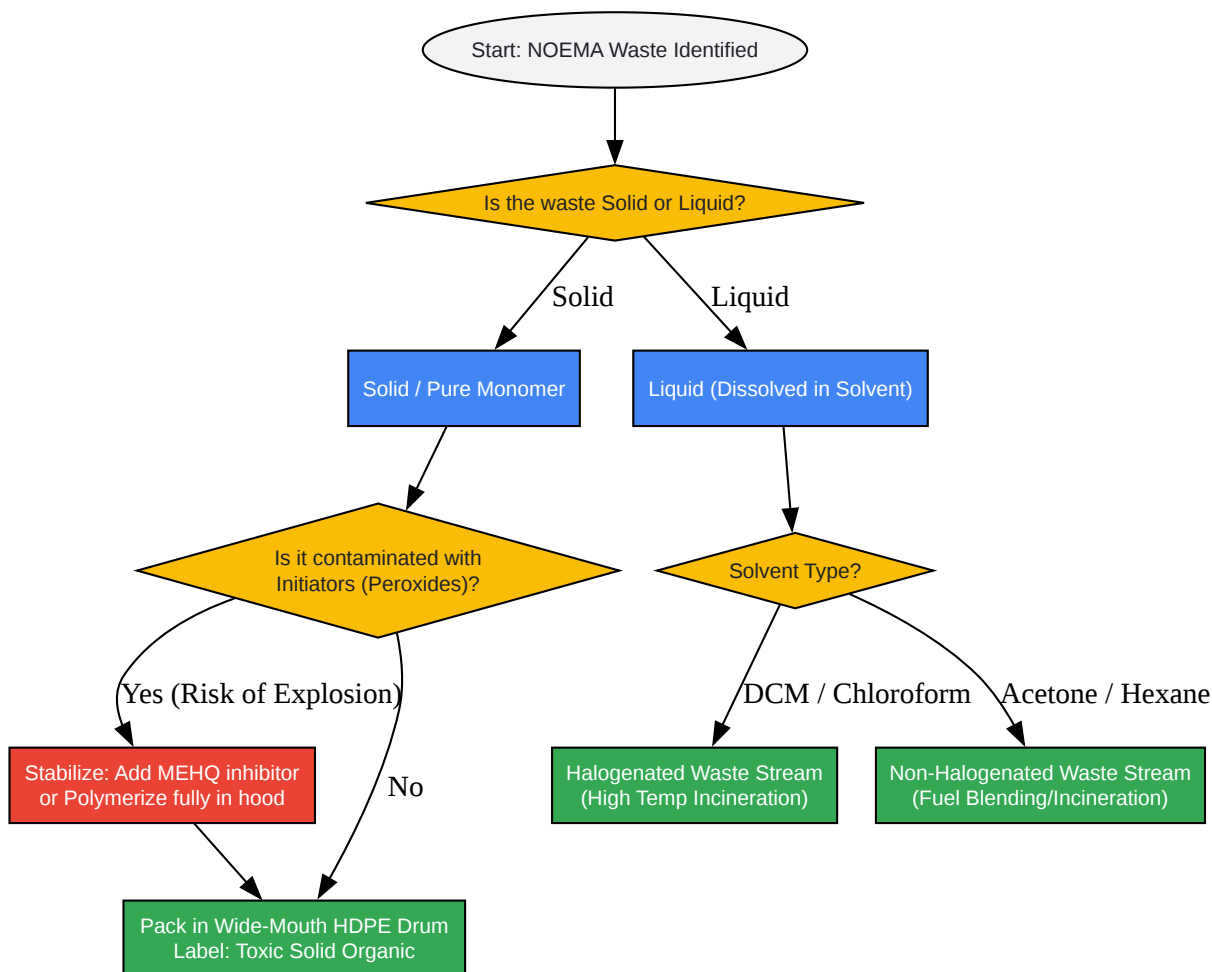 Start: NOEMA Waste Identified
Is the waste Solid or Liquid?
Solid
Liquid
Solid / Pure Monomer
Liquid (Dissolved in Solvent)
Is it contaminated with
Initiators (Peroxides)?
Solvent Type?
Yes (Risk of Explosion)
No
DCM / Chloroform
Acetone / Hexane
Stabilize: Add MEHQ inhibitor
or Polymerize fully in hood
Halogenated Waste Stream
(High Temp Incineration)
Non-Halogenated Waste Stream
(Fuel Blending/Incineration)
Pack in Wide-Mouth HDPE Drum
Label: Toxic Solid Organic